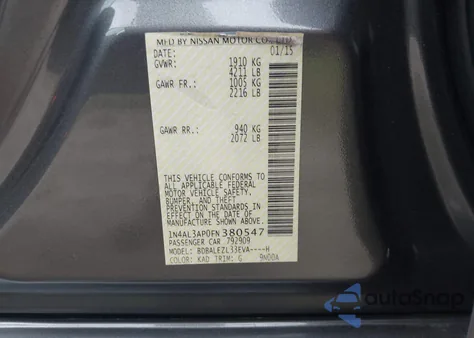 MFD BY NISSAN MOTOR CO., LTD.
DATE: 01/15
GVWR: 1910 KG
4211 LB
GAWR FR.: 1005 KG
2216 LB
GAWR RR.: 940 KG
2072 LB
THIS VEHICLE CONFORMS TO
ALL APPLICABLE FEDERAL
MOTOR VEHICLE SAFETY,
BUMPER, AND THEFT
PREVENTION STANDARDS
IN EFFECT ON THE DATE OF
MANUFACTURE SHOWN ABOVE.
1N4AL3AP0FN380547
PASSENGER CAR 792909
MODEL: BDBALEZL33EVA----H
COLOR: KAD TRIM: G
AutoSnap